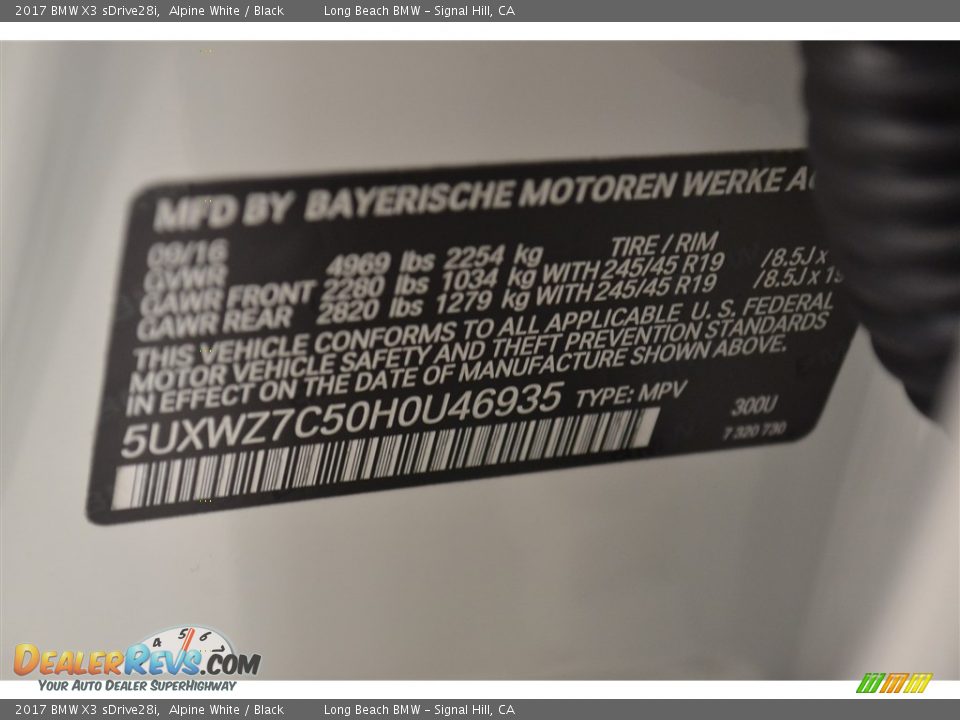 2017 BMW X3 sDrive28i, Alpine White / Black Long Beach BMW - Signal Hill, CA
MFD BY BAYERISCHE MOTOREN WERKE AG
09/16 TIRE / RIM
GVWR 4969 lbs 2254 kg
GAWR FRONT 2280 lbs 1034 kg WITH 245/45 R19 /8.5J x
GAWR REAR 2820 lbs 1279 kg WITH 245/45 R19 /8.5J x 19
THIS VEHICLE CONFORMS TO ALL APPLICABLE U. S. FEDERAL
MOTOR VEHICLE SAFETY AND THEFT PREVENTION STANDARDS
IN EFFECT ON THE DATE OF MANUFACTURE SHOWN ABOVE.
5UXWZ7C50H0U46935 TYPE: MPV
300U
7 320 730
4 5 6
DEALERREVS.COM
YOUR AUTO DEALER SUPERHIGHWAY
2017 BMW X3 sDrive28i, Alpine White / Black Long Beach BMW - Signal Hill, CA